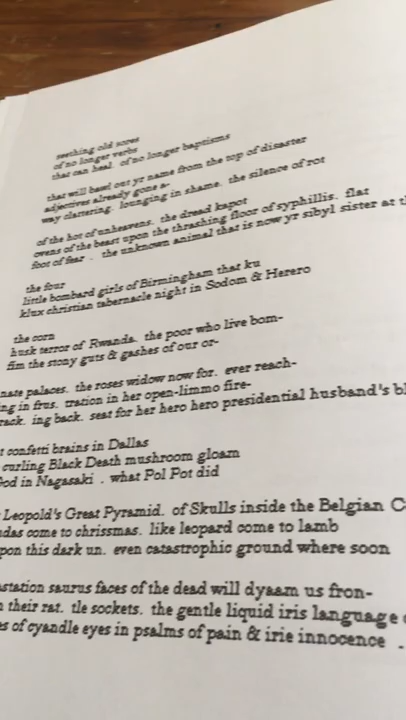 seething old sores
of no longer verbs
that can heal. of no longer baptisms
that will bawl out yr name from the top of disaster
adjectives already gone a-
way clattering. lounging in shame. the silence of rot
of the hot of unheavens. the dread kapot
ovens of the beast upon the thrashing floor of syphillis. flat
foot of fear . the unknown animal that is now yr sibyl sister at
the four
little bombard girls of Birmingham that ku
klux christian tabernacle night in Sodom & Herero
the corn
husk terror of Rwanda. the poor who live bom-
fim the stony guts & gashes of our or-
nate palaces. the roses widow now for. ever reach-
ing in frus. tration in her open-limmo fire-
rack. ing back. seat for her hero hero presidential husband's
confetti brains in Dallas
curling Black Death mushroom gloam
God in Nagasaki . what Pol Pot did
Leopold's Great Pyramid. of Skulls inside the Belgian
come to chrissmas. like leopard come to lamb
pon this dark un. even catastrophic ground where soon
station saurus faces of the dead will dyaam us fron-
their rat. tle sockets. the gentle liquid iris language
of cyandle eyes in psalms of pain & irie innocence .